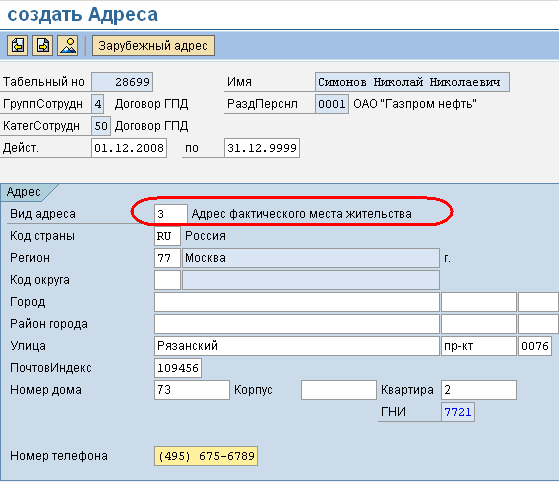 создать Адреса
Зарубежный адрес
Табельный но 28699 Имя Симонов Николай Николаевич
ГруппСотрудн 4 Договор ГПД РаздПерснл 0001 ОАО "Газпром нефть"
КатегСотрудн 50 Договор ГПД
Дейст. 01.12.2008 по 31.12.9999
Адрес
Вид адреса 3 Адрес фактического места жительства
Код страны RU Россия
Регион 77 Москва г.
Код округа
Город
Район города
Улица Рязанский пр-кт 0076
ПочтовИндекс 109456
Номер дома 73 Корпус Квартира 2
ГНИ 7721
Номер телефона (495) 675-6789